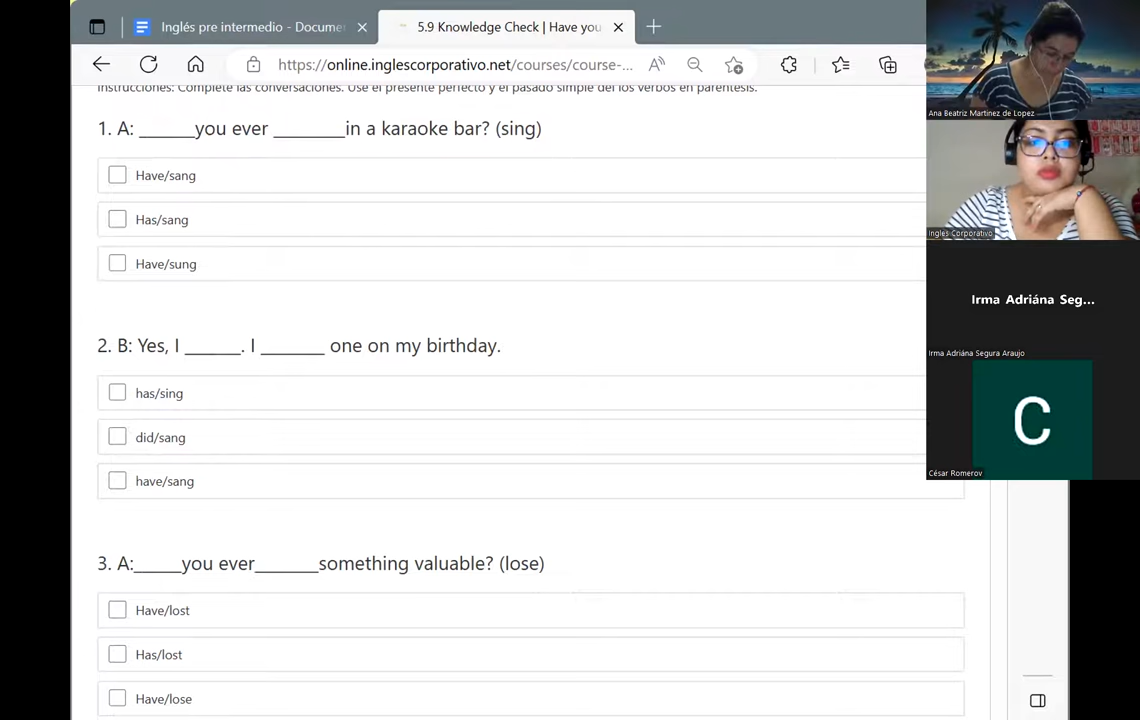 Inglés pre intermedio - Docume
5.9 Knowledge Check | Have you
https://online.inglescorporativo.net/courses/course-...
Instrucciones: Complete las conversaciones. Use el presente perfecto y el pasado simple del los verbos en paréntesis.
1. A: ______you ever _________in a karaoke bar? (sing)
Have/sang
Has/sang
Have/sung
2. B: Yes, I _______. I ________ one on my birthday.
has/sing
did/sang
have/sang
3. A:______you ever________something valuable? (lose)
Have/lost
Has/lost
Have/lose
Ana Beatriz Martinez de Lopez
Ingles Corporativo
Irma Adriána Seg...
Irma Adriána Segura Araujo
C
César Romerov